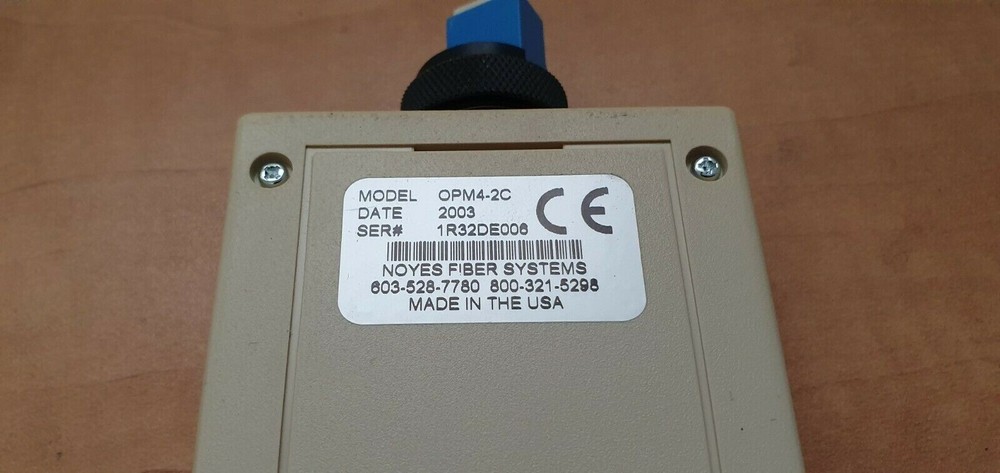 MODEL OPM4-2C
DATE 2003
SER# 1R32DE006
CE
NOYES FIBER SYSTEMS
603-528-7780 800-321-5298
MADE IN THE USA